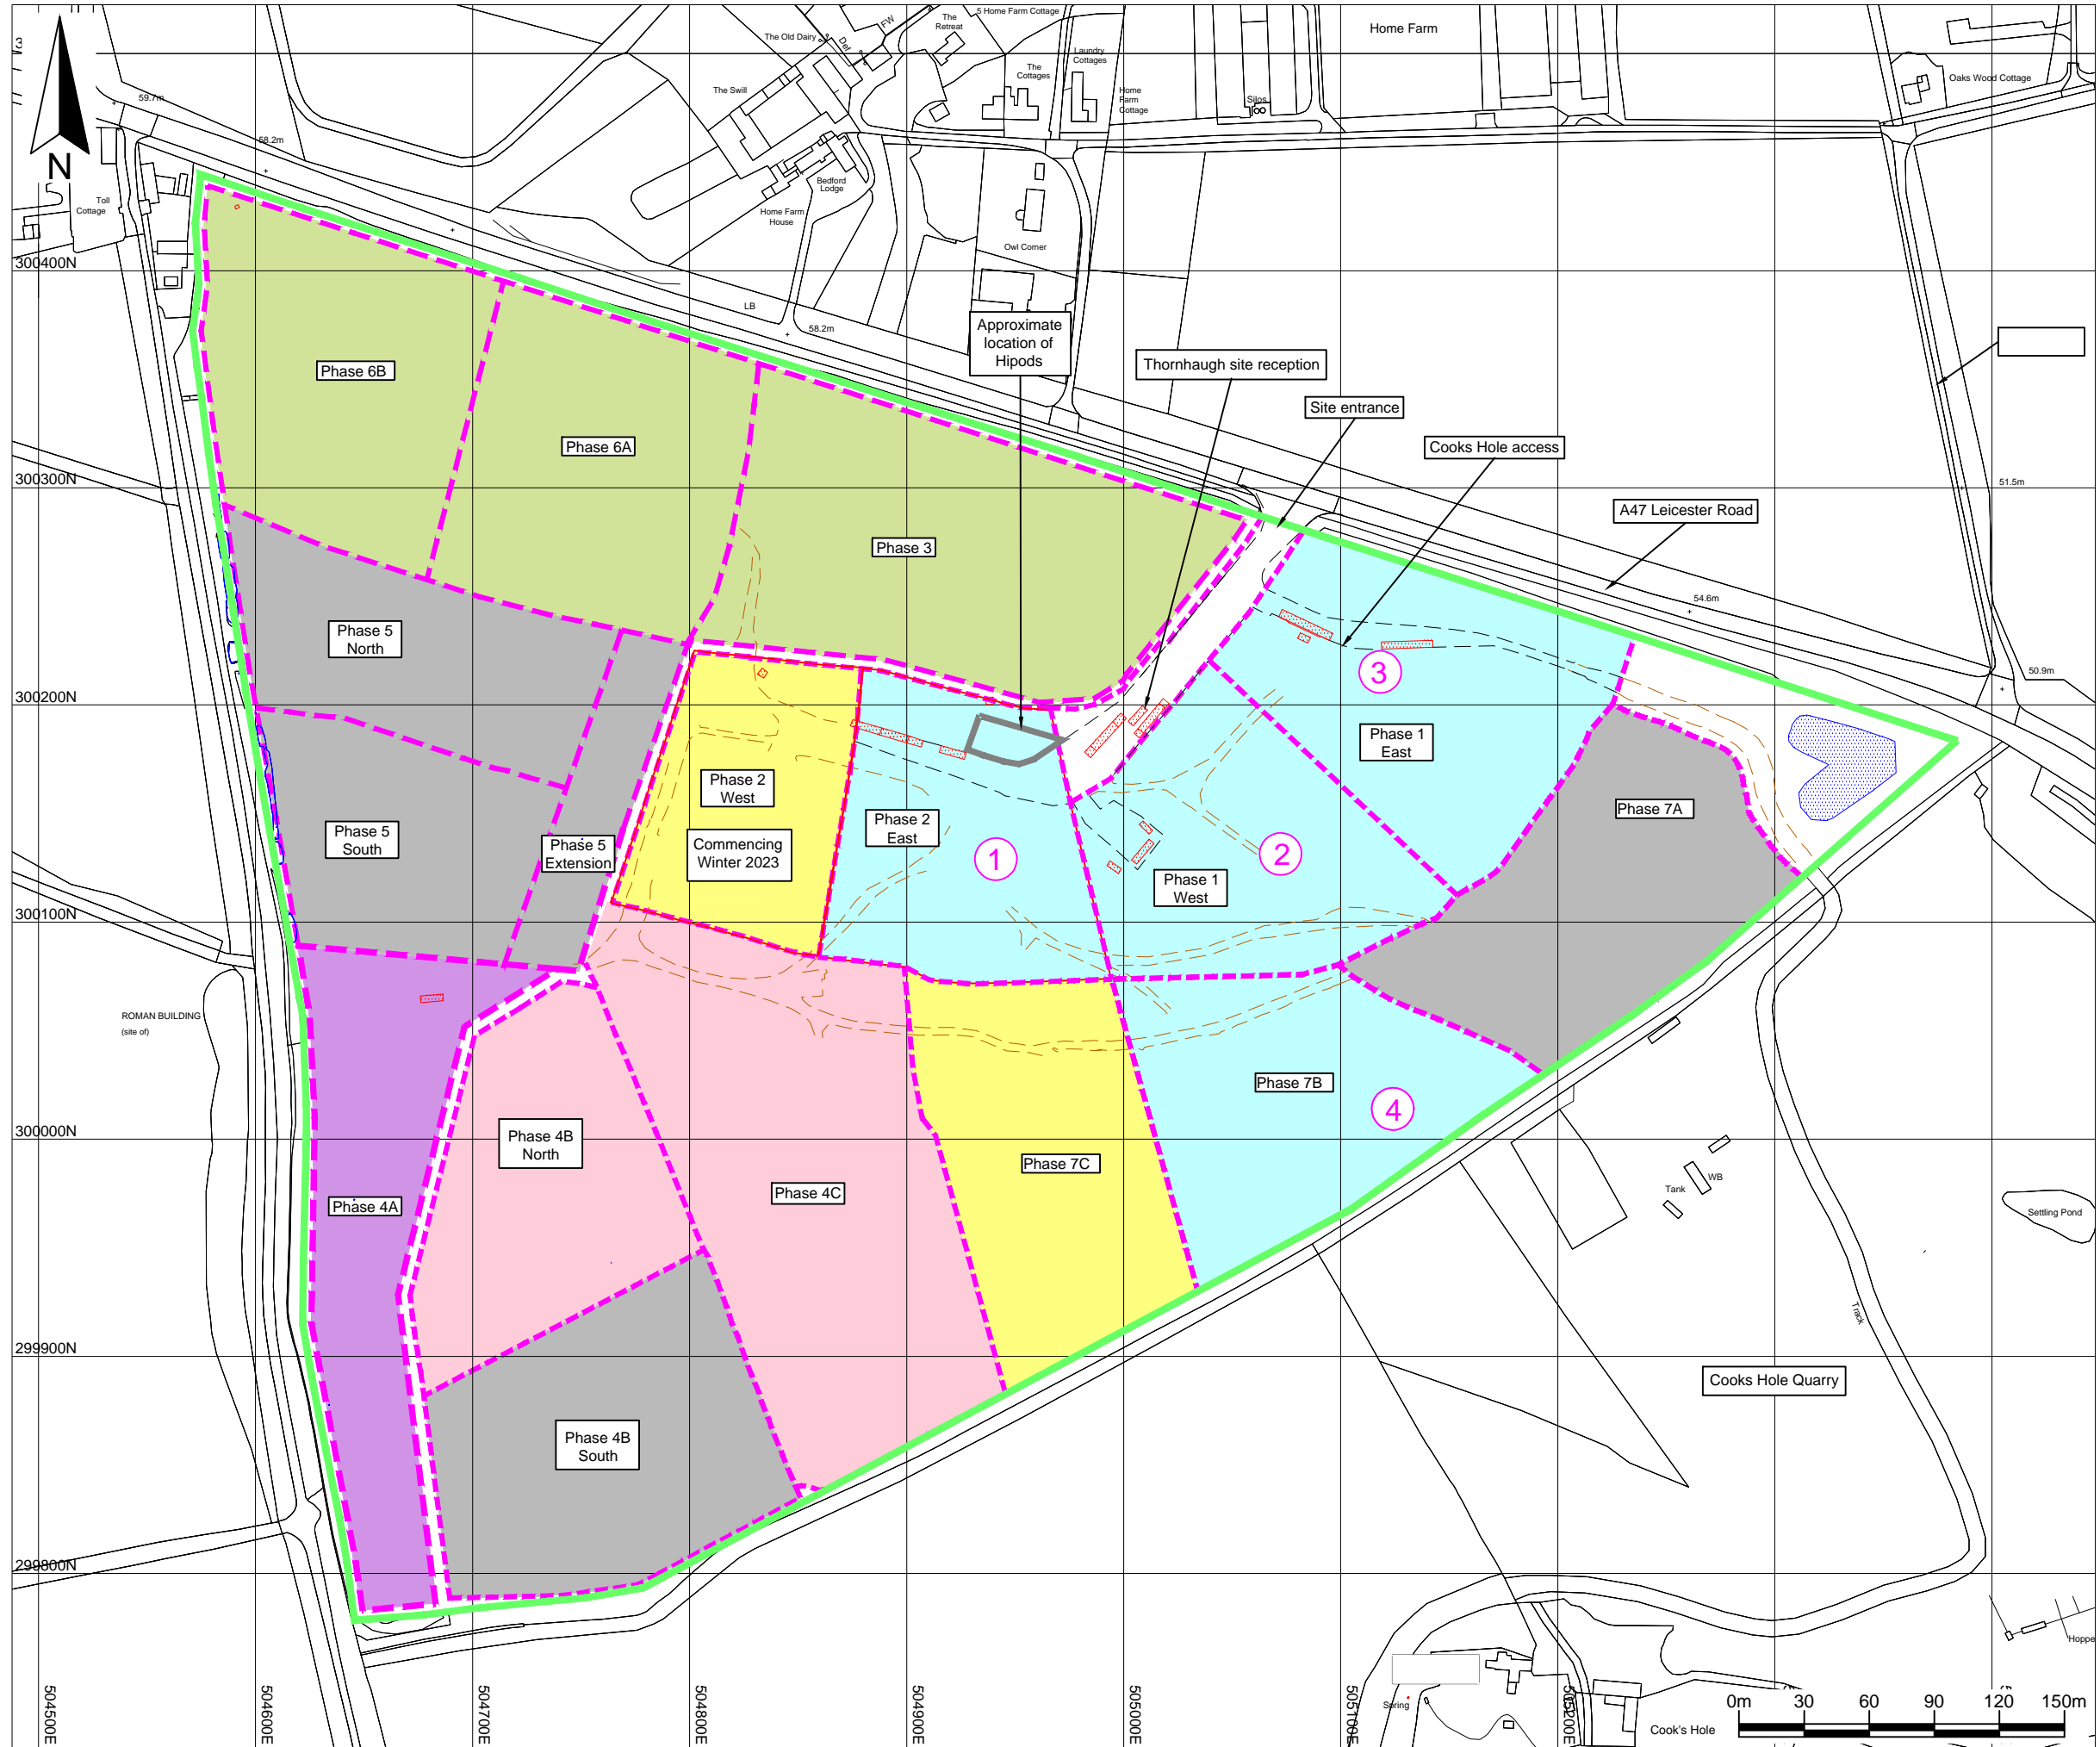 5 Home Farm Cottage
The
Retreat
FW
Def
The Old Dairy
Home Farm
Laundry
Cottages
The
Cottages
Home
Farm
Cottage
Silos
Oaks Wood Cottage
The Swill
59.7m
58.2m
N
Toll
Cottage
Bedford
Lodge
Home Farm
House
Owl Corner
300400N
LB
58.2m
Approximate
location of
Hipods
Thornhaugh site reception
Site entrance
Cooks Hole access
A47 Leicester Road
Phase 6B
Phase 6A
Phase 3
300300N
51.5m
54.6m
50.9m
Phase 5
North
300200N
3
Phase 1
East
Phase 2
West
Phase 7A
Phase 5
South
Phase 5
Extension
Commencing
Winter 2023
Phase 2
East
1
2
Phase 1
West
300100N
ROMAN BUILDING
(site of)
Phase 7B
4
300000N
Phase 4B
North
Phase 7C
Phase 4C
Phase 4A
WB
Tank
Settling Pond
Track
299900N
Cooks Hole Quarry
Phase 4B
South
299800N
Hoppe
504500E
504600E
504700E
504800E
504900E
505000E
505100E
505200E
Spring
Cook's Hole
0m 30 60 90 120 150m